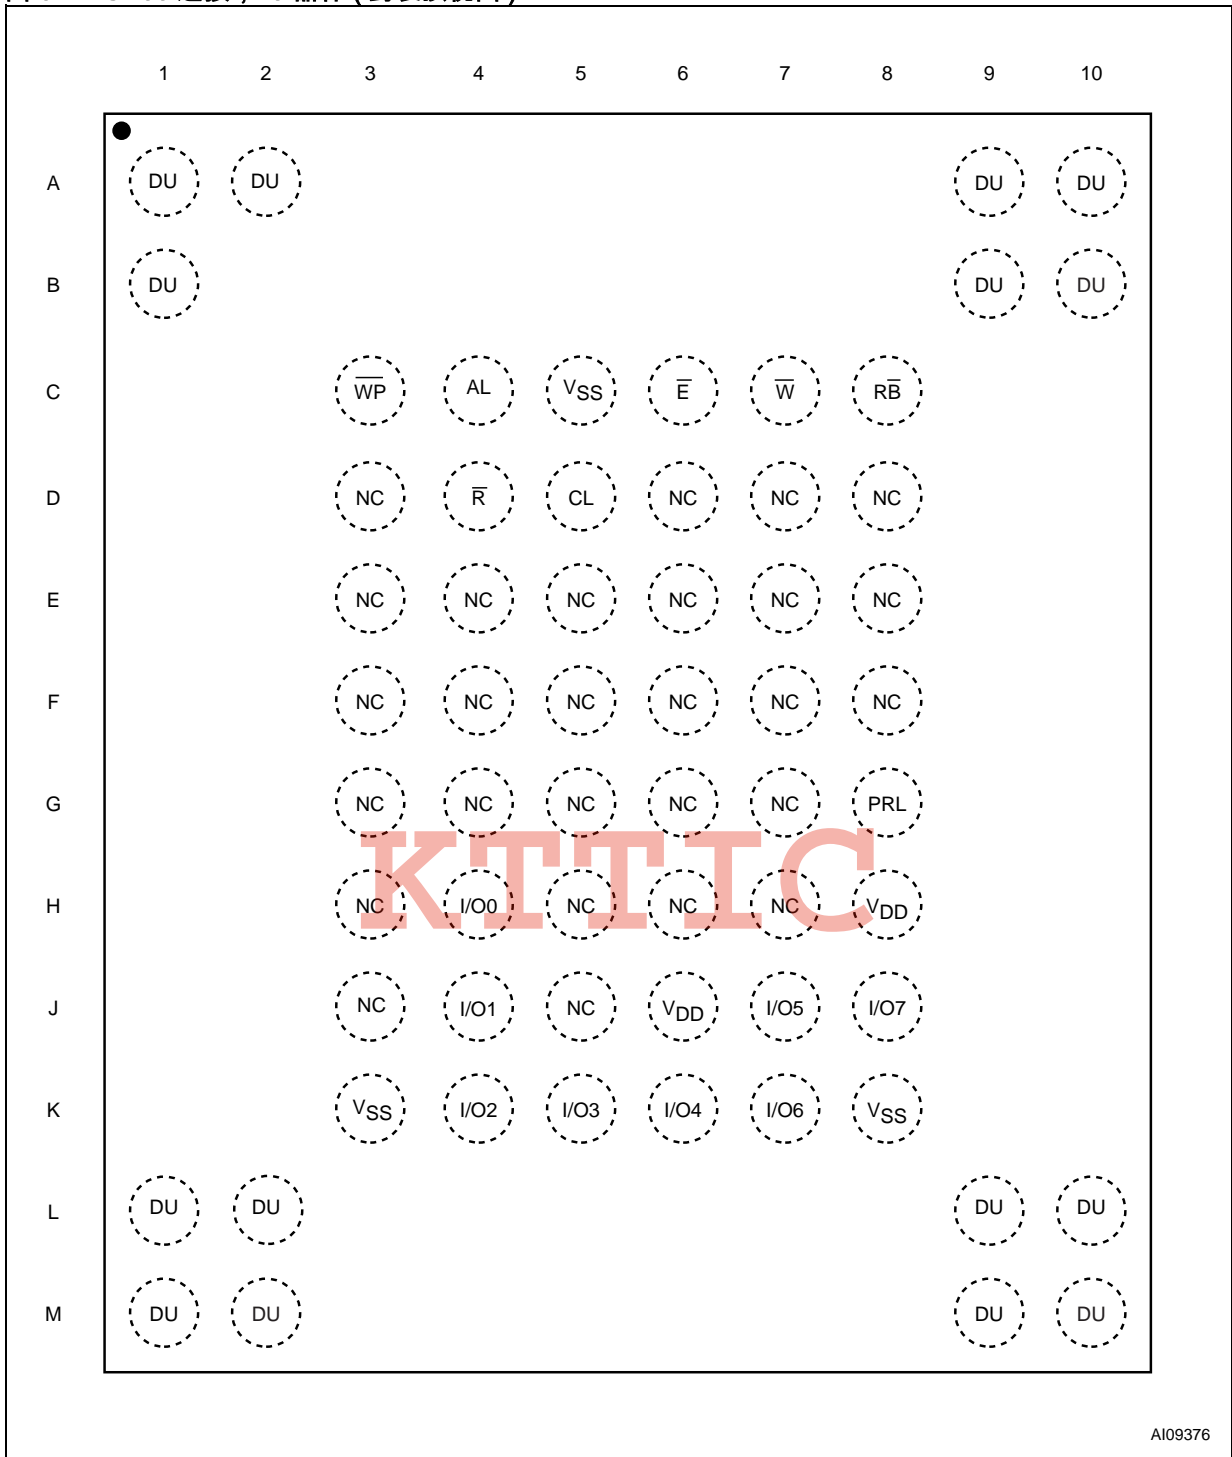 1 2 3 4 5 6 7 8 9 10
A DU DU DU DU
B DU DU DU
C W̅P̅ AL VSS E̅ W̅ RB̅
D NC R̅ CL NC NC NC
E NC NC NC NC NC NC
F NC NC NC NC NC NC
G NC NC NC NC NC PRL
KTTIC
H NC I/O0 NC NC NC VDD
J NC I/O1 NC VDD I/O5 I/O7
K VSS I/O2 I/O3 I/O4 I/O6 VSS
L DU DU DU DU
M DU DU DU DU
AI09376